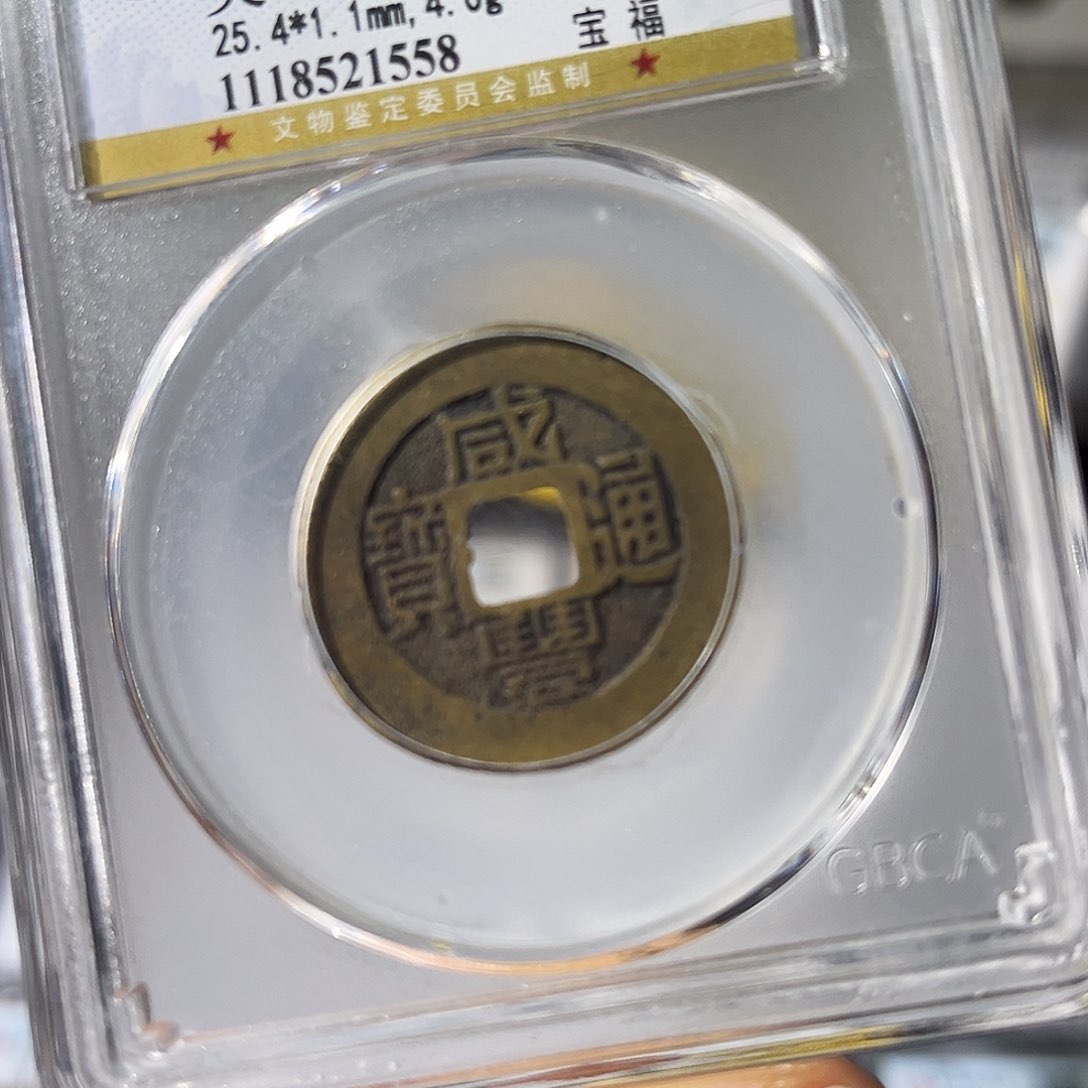 25.4*1.1mm, 4.0g
宝福
1118521558
★ 文物鉴定委员会监制 ★
咸豐通寶
GBCA